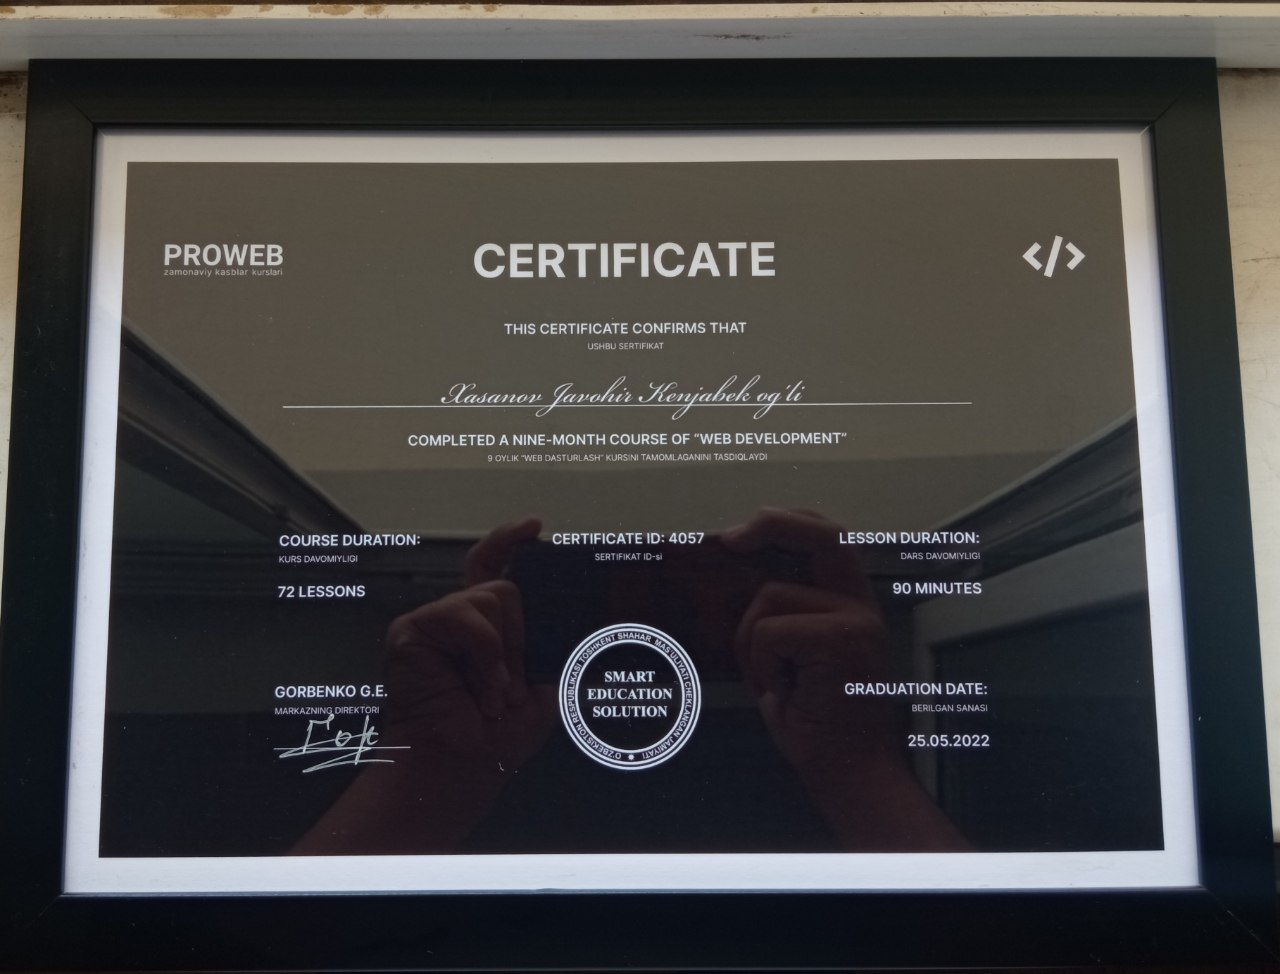 PROWEB
zamonaviy kasblar kurslari
CERTIFICATE
</>
THIS CERTIFICATE CONFIRMS THAT
USHBU SERTIFIKAT
Xasanov Javohir Kenjabek og'li
COMPLETED A NINE-MONTH COURSE OF “WEB DEVELOPMENT”
9 OYLIK “WEB DASTURLASH” KURSINI TAMOMLAGANINI TASDIQLAYDI
COURSE DURATION:
KURS DAVOMIYLIGI
72 LESSONS
CERTIFICATE ID: 4057
SERTIFIKAT ID-si
LESSON DURATION:
DARS DAVOMIYLIGI
90 MINUTES
GORBENKO G.E.
MARKAZNING DIREKTORI
O'ZBEKISTON RESPUBLIKASI TOSHKENT SHAHAR MAS'ULIYATI CHEKLANGAN JAMIYATI
SMART
EDUCATION
SOLUTION
GRADUATION DATE:
BERILGAN SANASI
25.05.2022